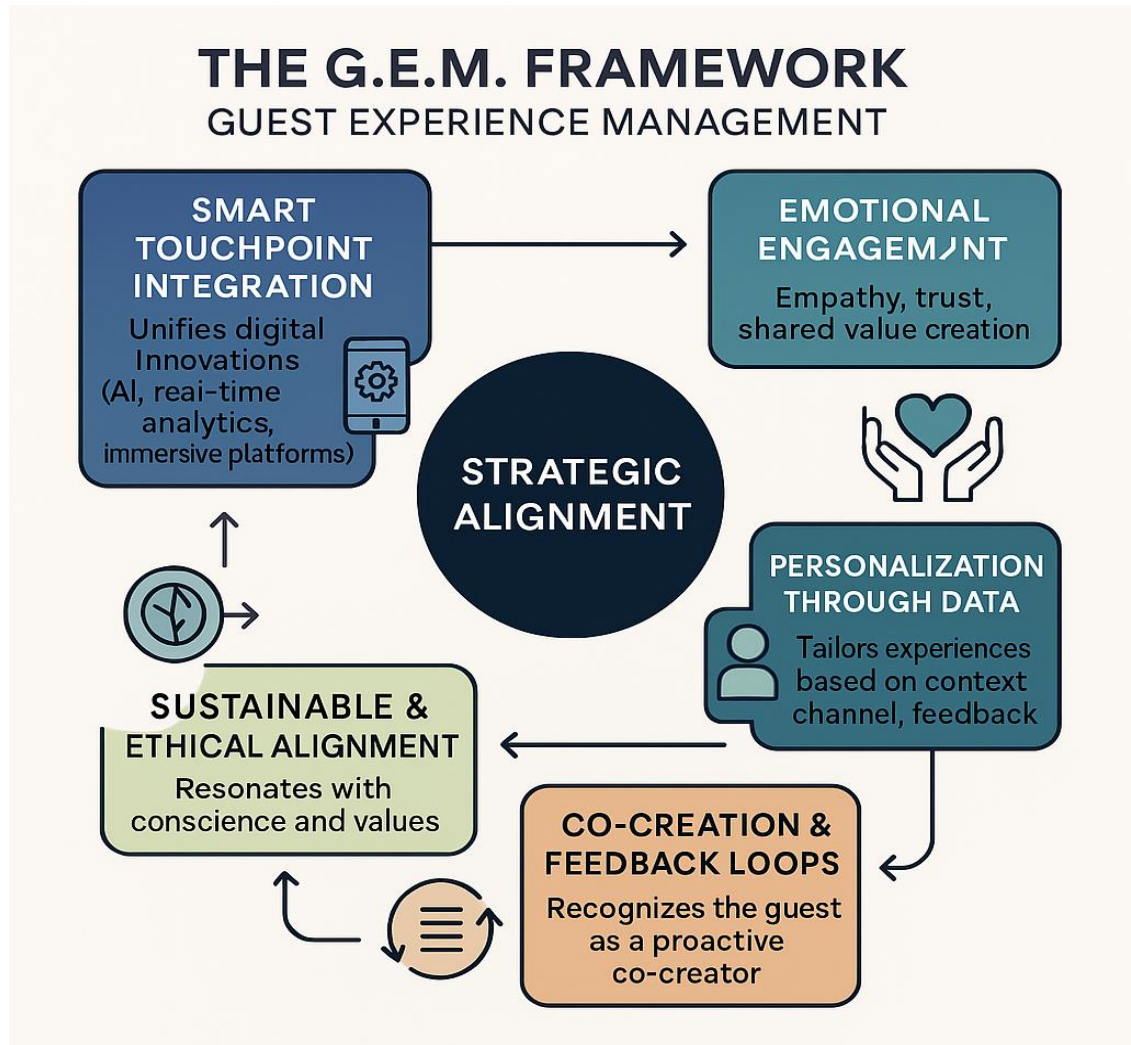 THE G.E.M. FRAMEWORK
GUEST EXPERIENCE MANAGEMENT
SMART
TOUCHPOINT
INTEGRATION
Unifies digital
Innovations
(AI, reai-time
analytics,
immersive platforms)
EMOTIONAL
Empathy, trust,
shared value creation
STRATEGIC
ALIGNMENT
PERSONALIZATION
THROUGH DATA
Tailors experiences
based on context
channel, feedback
SUSTAINABLE &
ETHICAL ALIGNMENT
Resonates with
conscience and values
CO-CREATION &
FEEDBACK LOOPS
Recognizes the guest
as a proactive
co-creator